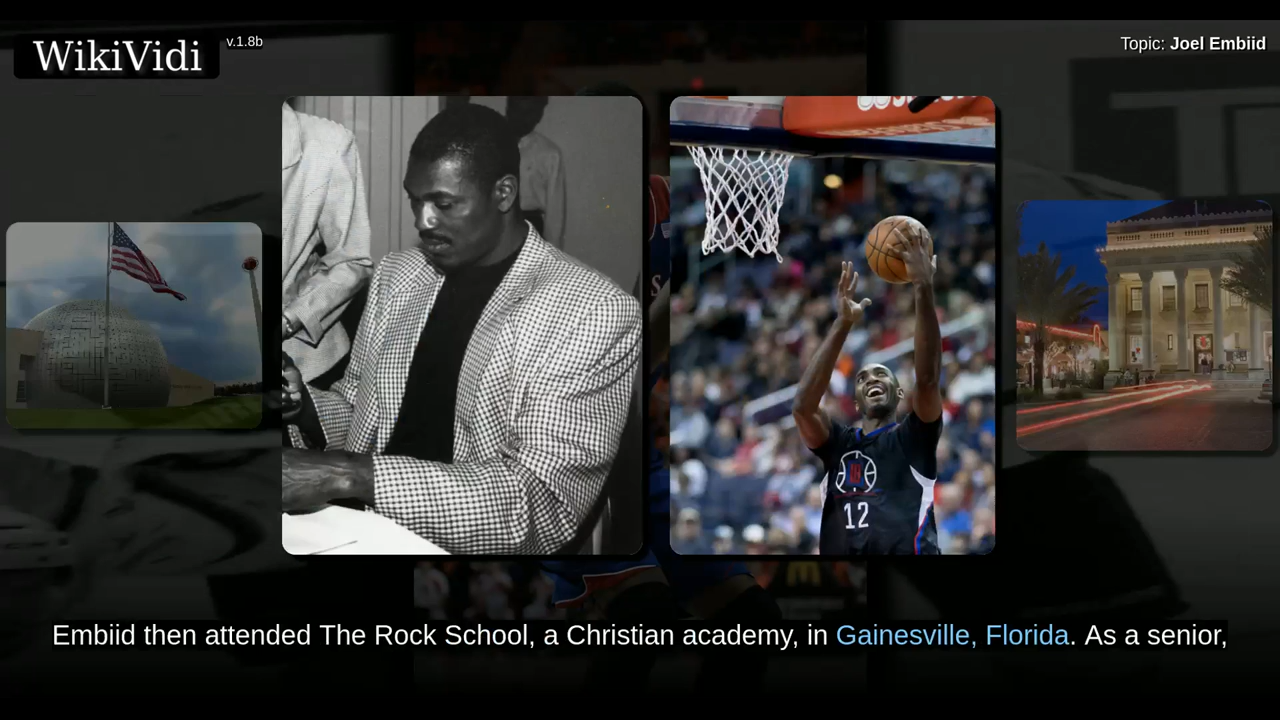 WikiVidi
v.1.8b
Topic: Joel Embiid
12
Embiid then attended The Rock School, a Christian academy, in Gainesville, Florida. As a senior,